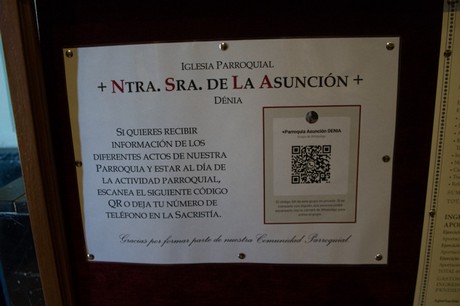 Iglesia Parroquial
+ Ntra. Sra. de La Asunción +
Dénia
Si quieres recibir
información de los
diferentes actos de nuestra
Parroquia y estar al día de
la actividad parroquial,
escanea el siguiente código
QR o deja tu número de
teléfono en la Sacristía.
+Parroquia Asunción DENIA
Gracias por formar parte de nuestra Comunidad Parroquial